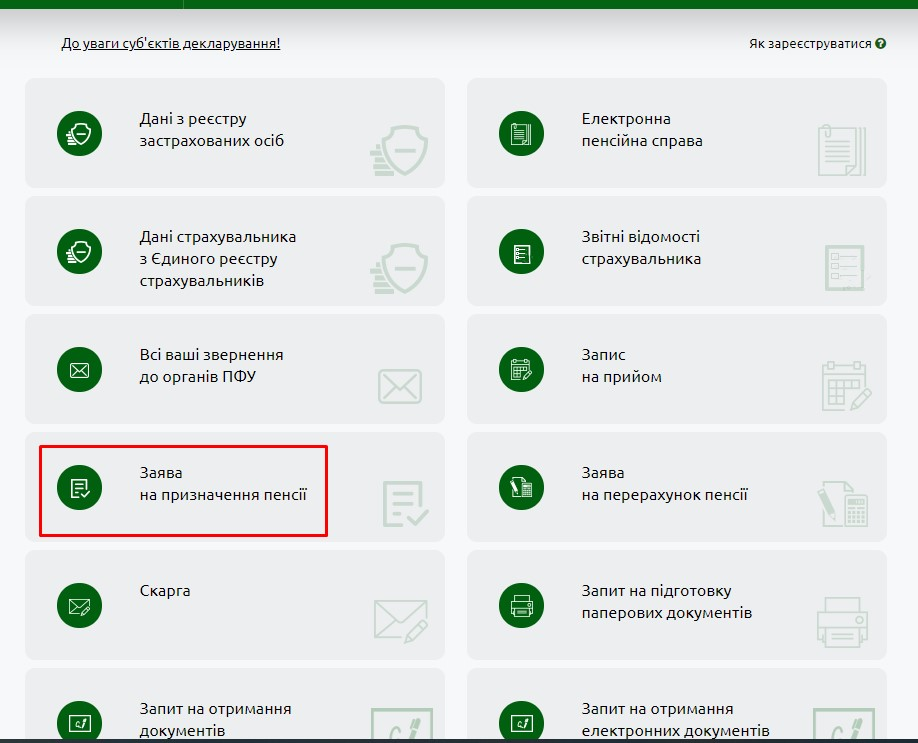 До уваги суб'єктів декларування!
Як зареєструватися
Дані з реєстру
застрахованих осіб
Електронна
пенсійна справа
Дані страхувальника
з Єдиного реєстру
страхувальників
Звітні відомості
страхувальника
Всі ваші звернення
до органів ПФУ
Запис
на прийом
Заява
на призначення пенсії
Заява
на перерахунок пенсії
Скарга
Запит на підготовку
паперових документів
Запит на отримання
документів
Запит на отримання
електронних документів